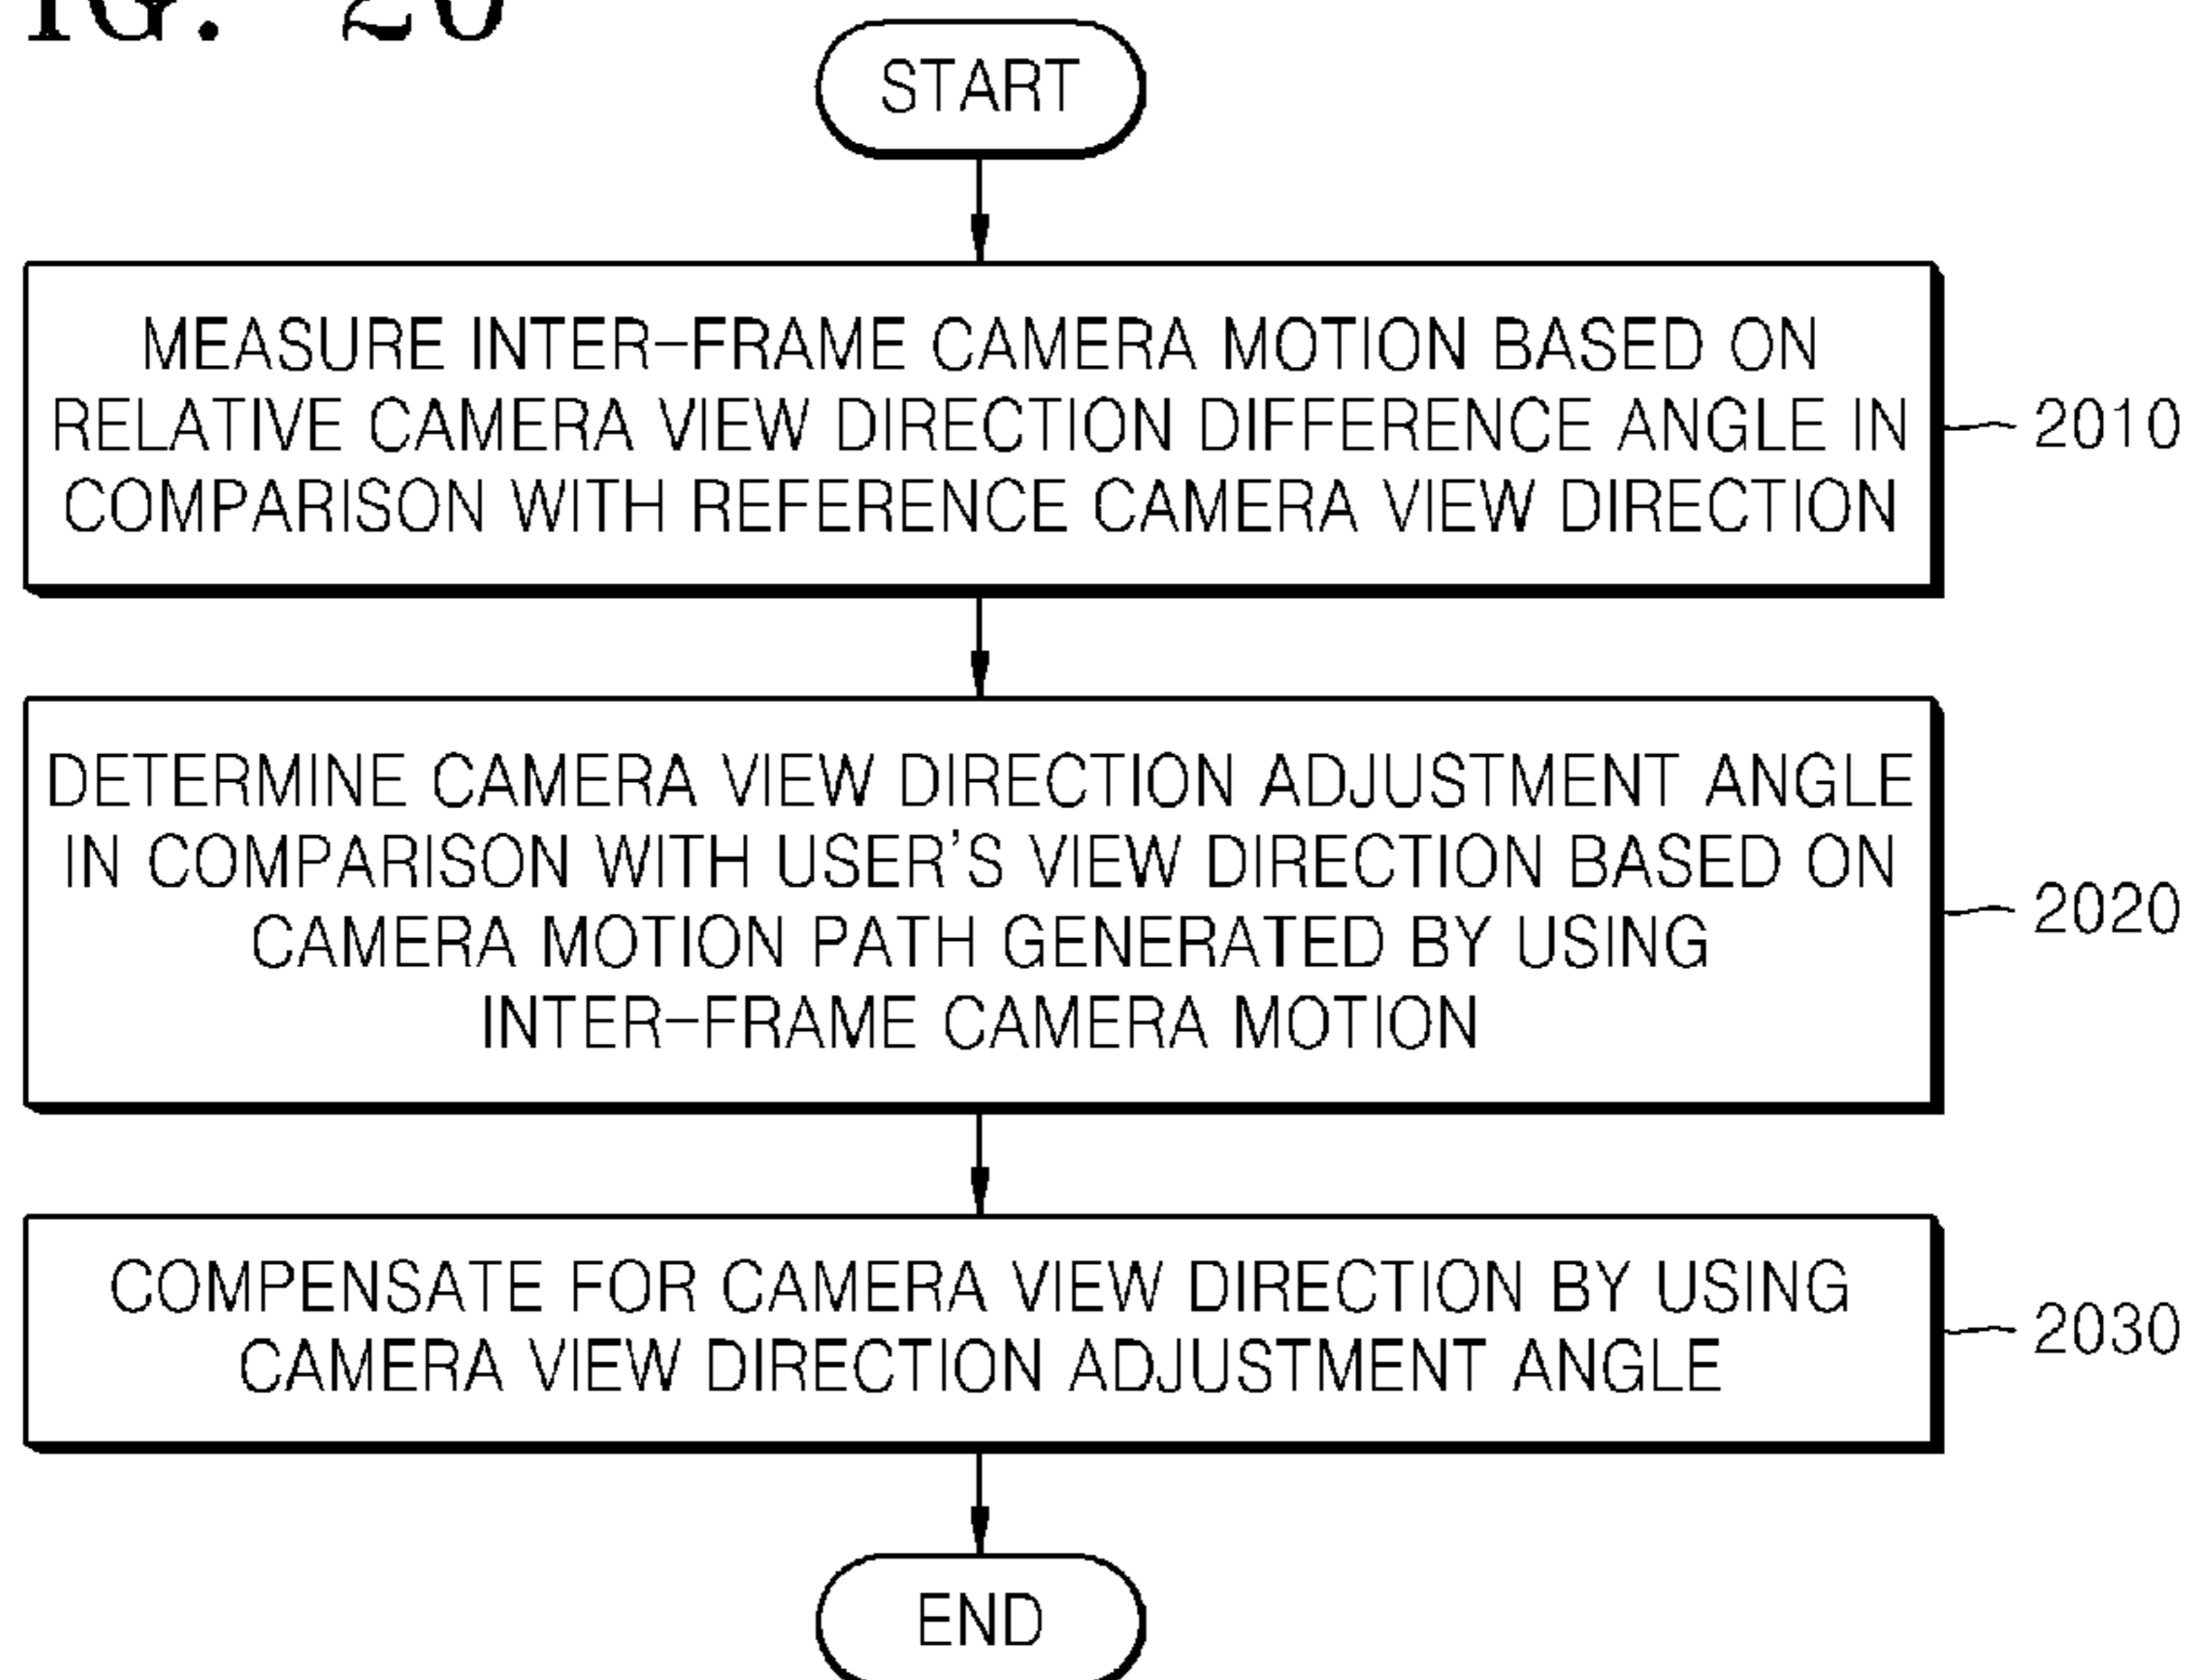 IG. 20
START
MEASURE INTER-FRAME CAMERA MOTION BASED ON
RELATIVE CAMERA VIEW DIRECTION DIFFERENCE ANGLE IN
COMPARISON WITH REFERENCE CAMERA VIEW DIRECTION
2010
DETERMINE CAMERA VIEW DIRECTION ADJUSTMENT ANGLE
IN COMPARISON WITH USER'S VIEW DIRECTION BASED ON
CAMERA MOTION PATH GENERATED BY USING
INTER-FRAME CAMERA MOTION
2020
COMPENSATE FOR CAMERA VIEW DIRECTION BY USING
CAMERA VIEW DIRECTION ADJUSTMENT ANGLE
2030
END